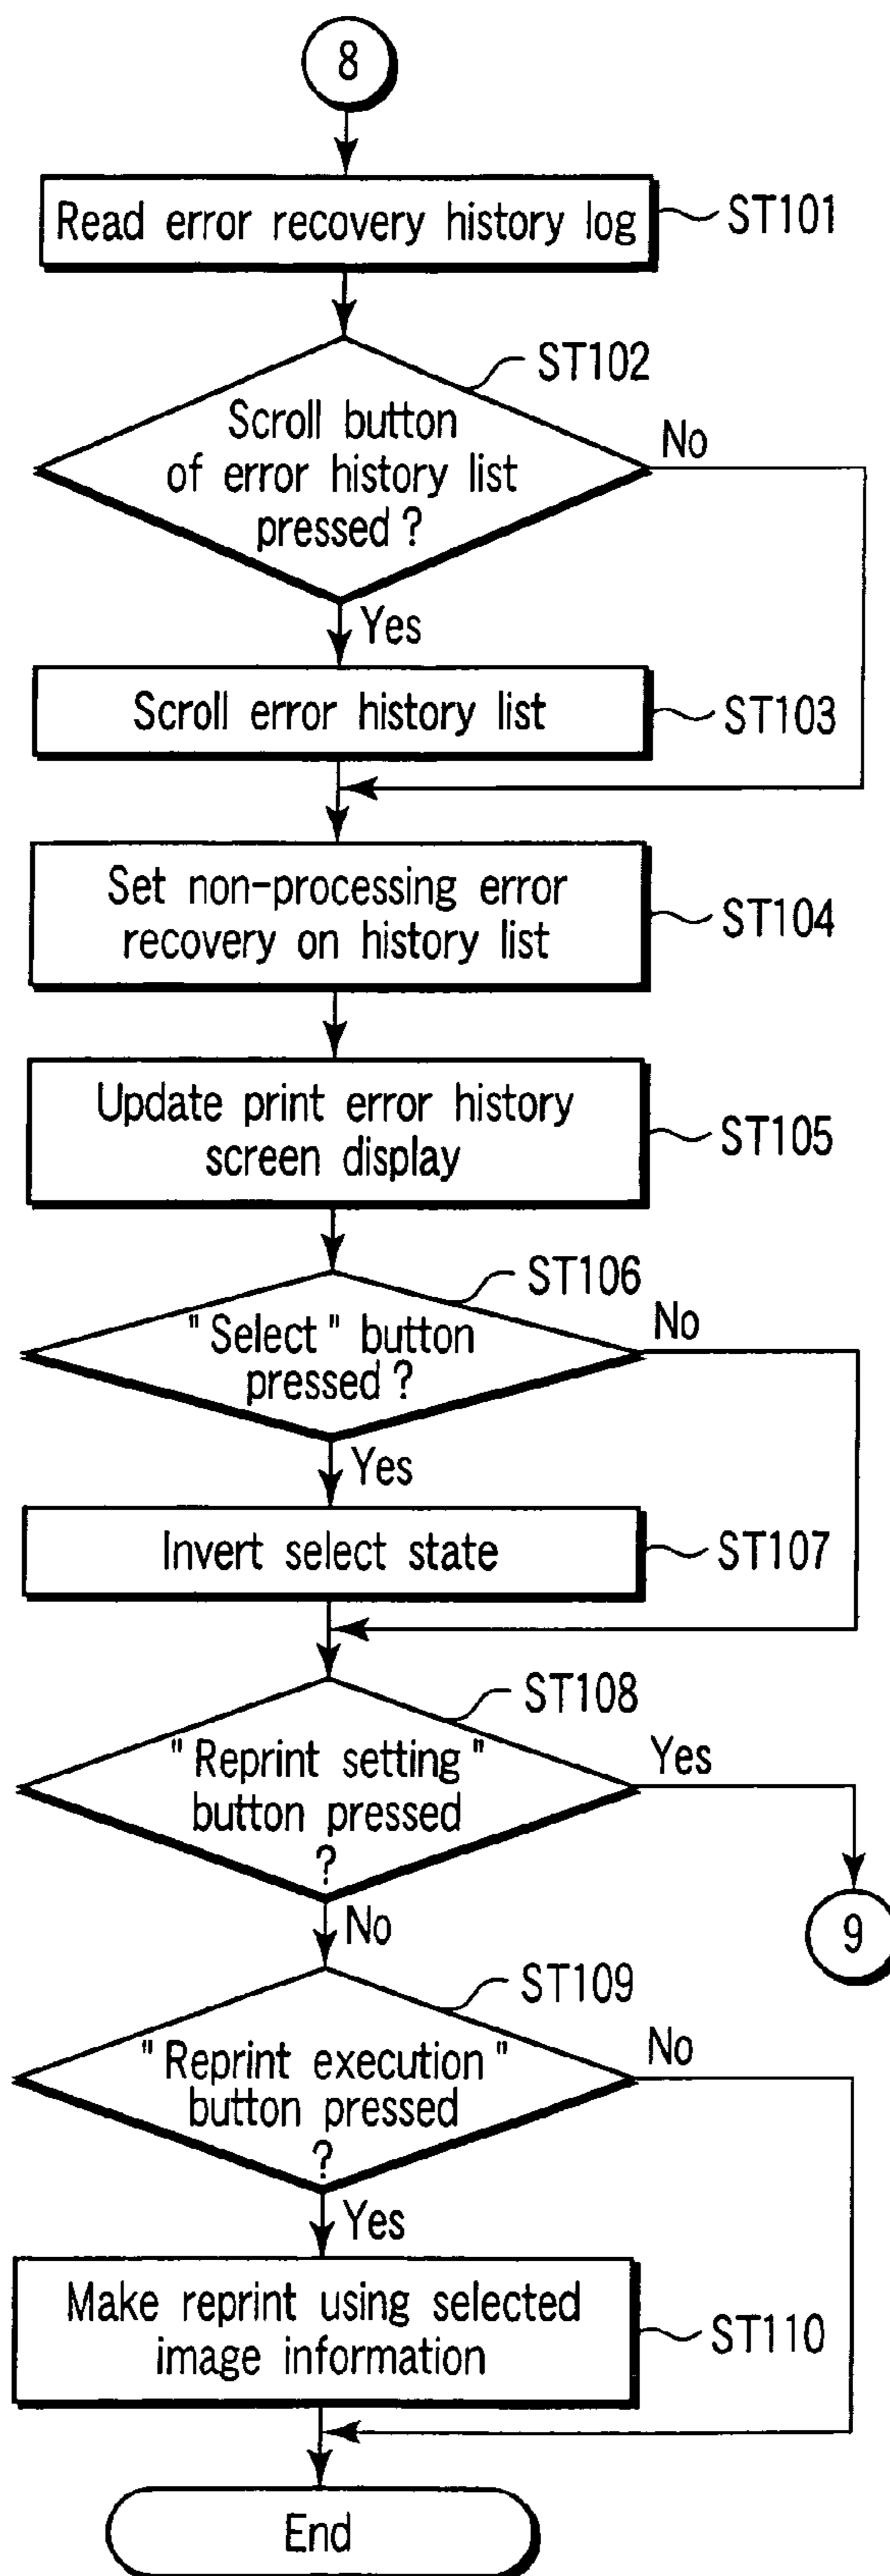 8
Read error recovery history log
ST101
ST102
Scroll button
of error history list
pressed ?
No
Yes
Scroll error history list
ST103
Set non-processing error
recovery on history list
ST104
Update print error history
screen display
ST105
ST106
"Select" button
pressed ?
No
Yes
Invert select state
ST107
ST108
"Reprint setting"
button pressed
?
Yes
9
No
ST109
"Reprint execution"
button pressed
?
No
Yes
Make reprint using selected
image information
ST110
End